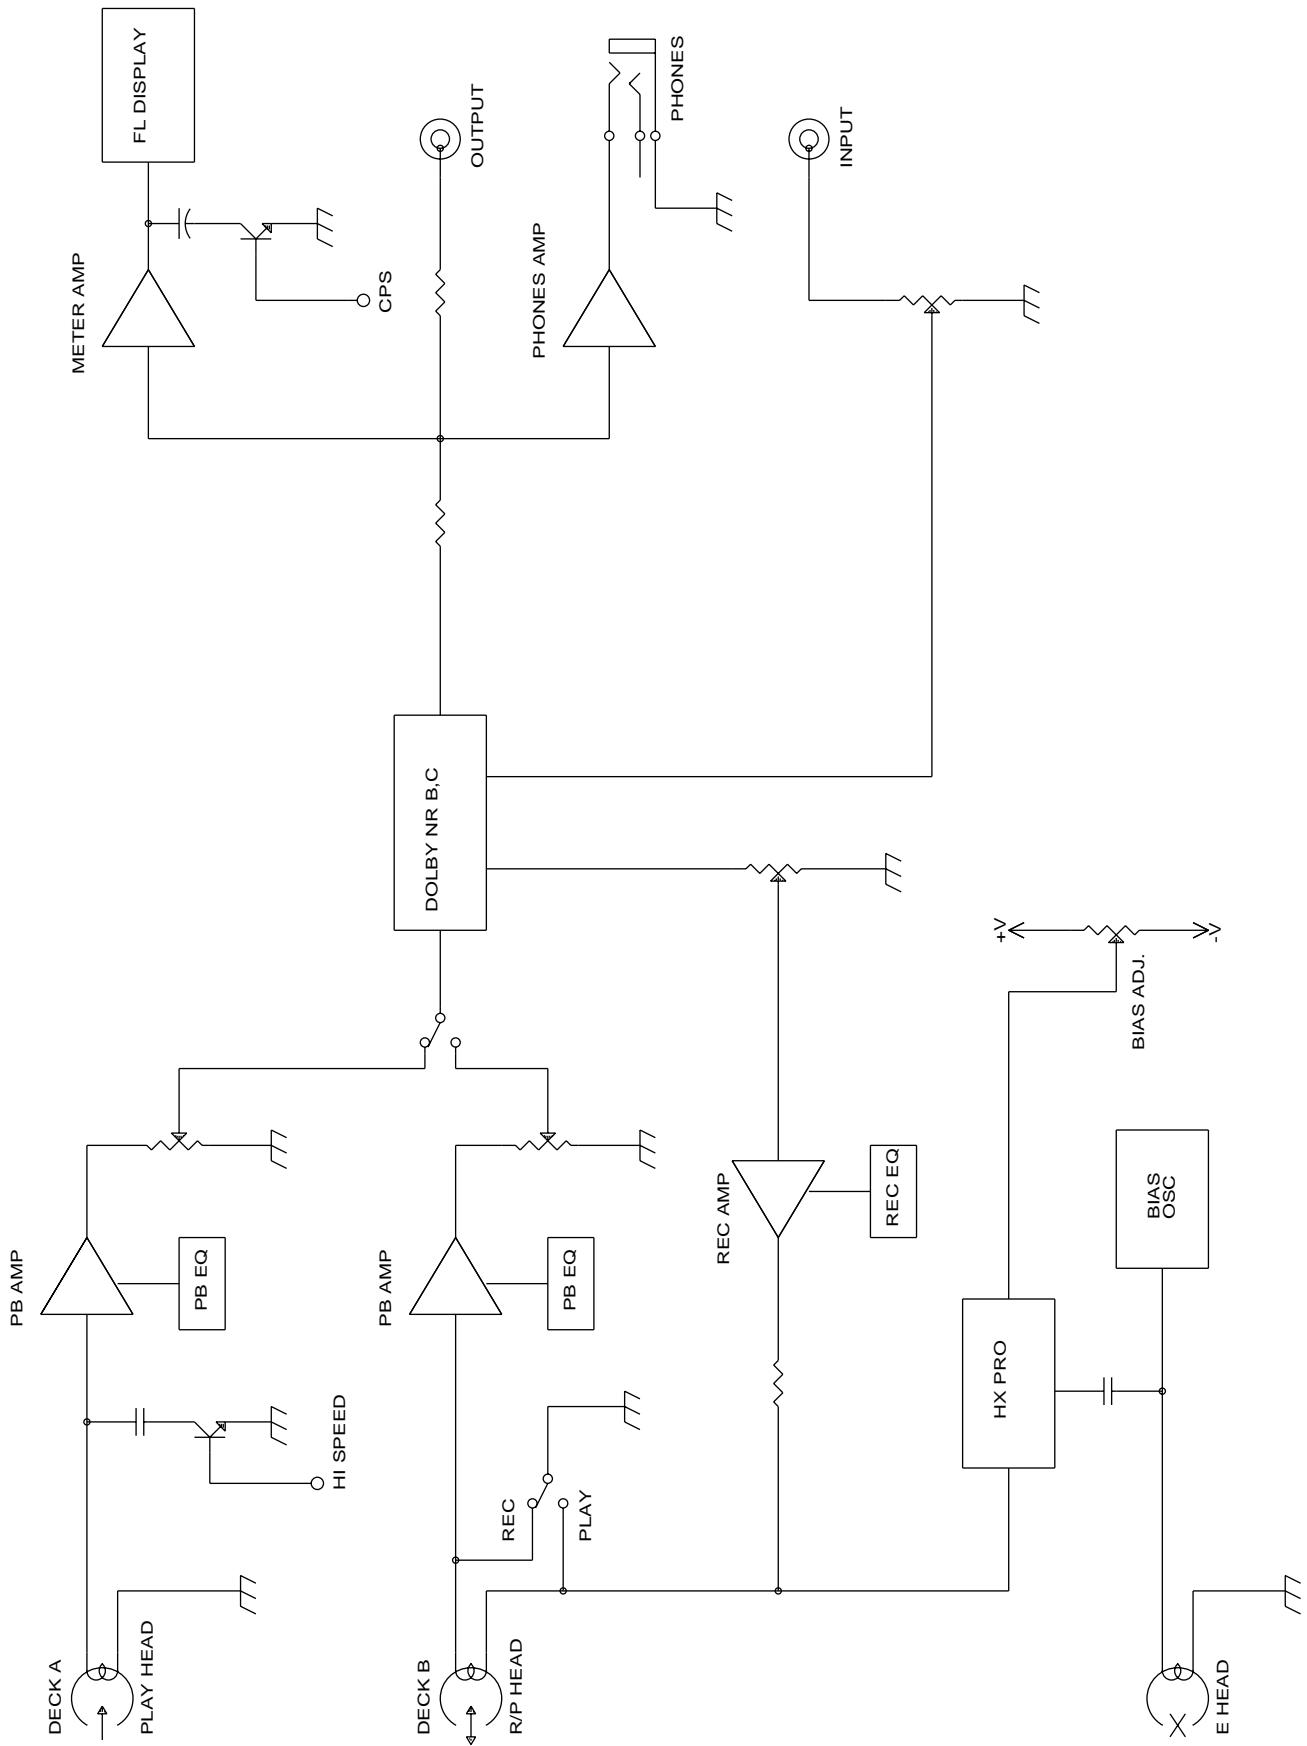 DECK A
PLAY HEAD
HI SPEED
PB AMP
PB EQ
METER AMP
CPS
FL DISPLAY
DECK B
R/P HEAD
REC
PLAY
PB AMP
PB EQ
DOLBY NR B,C
OUTPUT
PHONES AMP
PHONES
REC AMP
REC EQ
INPUT
HX PRO
+V
BIAS ADJ.
-V
E HEAD
BIAS
OSC